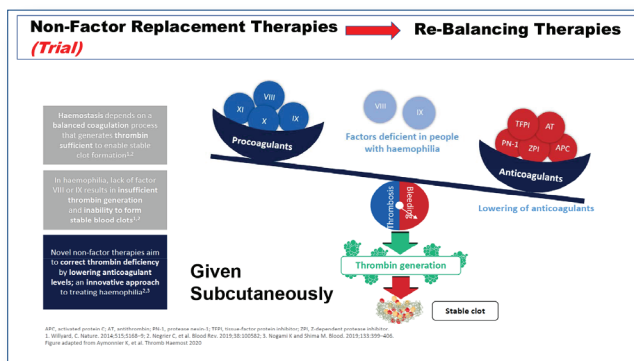 Non-Factor Replacement Therapies
Re-Balancing Therapies
(Trial)
Haemostasis depends on a
balanced coagulation process
that generates thrombin
sufficient to enable stable
clot formation1,2
In haemophilia, lack of factor
VIII or IX results in insufficient
thrombin generation
and inability to form
stable blood clots1,3
Novel non-factor therapies aim
to correct thrombin deficiency
by lowering anticoagulant
levels; an innovative approach
to treating haemophilia2,3
VIII
XI
IX
X
Procoagulants
VIII
IX
Factors deficient in people
with haemophilia
TFPI
AT
PN-1
ZPI
APC
Anticoagulants
Lowering of anticoagulants
Thrombosis
Bleeding
Thrombin generation
Given
Subcutaneously
Stable clot
APC, activated protein C; AT, antithrombin; PN-1, protease nexin-1; TFPI, tissue-factor protein inhibitor; ZPI, Z-dependent protease inhibitor.
1. Willyard, C. Nature. 2014;515:S168–9; 2. Negrier C, et al. Blood Rev. 2019;38:100582; 3. Nogami K and Shima M. Blood. 2019;133:399–406.
Figure adapted from Aymonnier K, et al. Thromb Haemost 2020